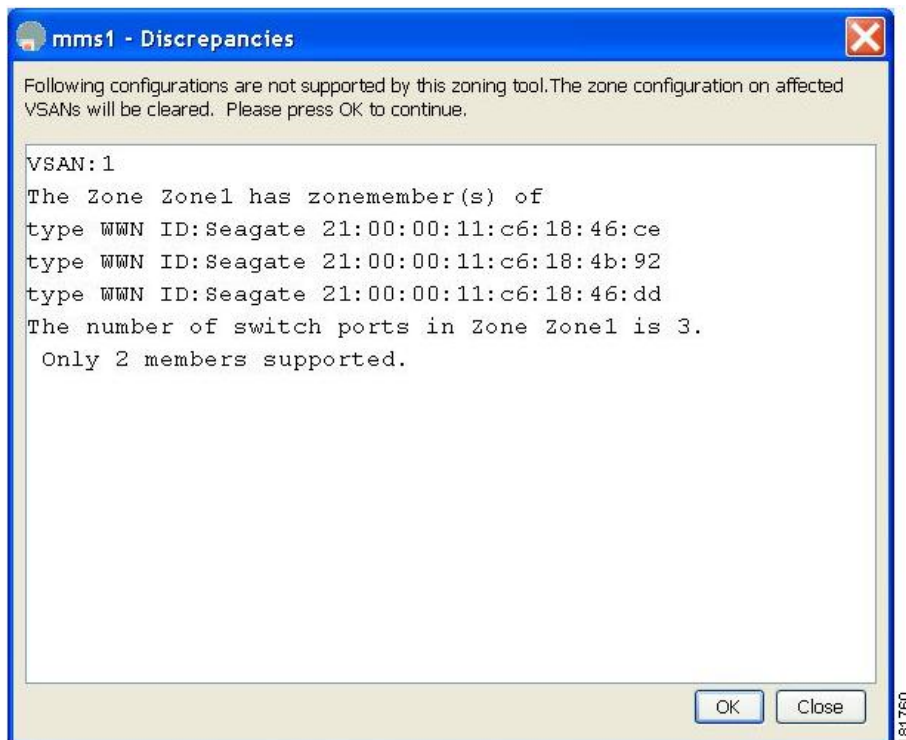 mms1 - Discrepancies
Following configurations are not supported by this zoning tool.The zone configuration on affected
VSANs will be cleared. Please press OK to continue.
VSAN:1
The Zone Zone1 has zonemember(s) of
type WWN ID:Seagate 21:00:00:11:c6:18:46:ce
type WWN ID:Seagate 21:00:00:11:c6:18:4b:92
type WWN ID:Seagate 21:00:00:11:c6:18:46:dd
The number of switch ports in Zone Zone1 is 3.
Only 2 members supported.
OK Close
81760